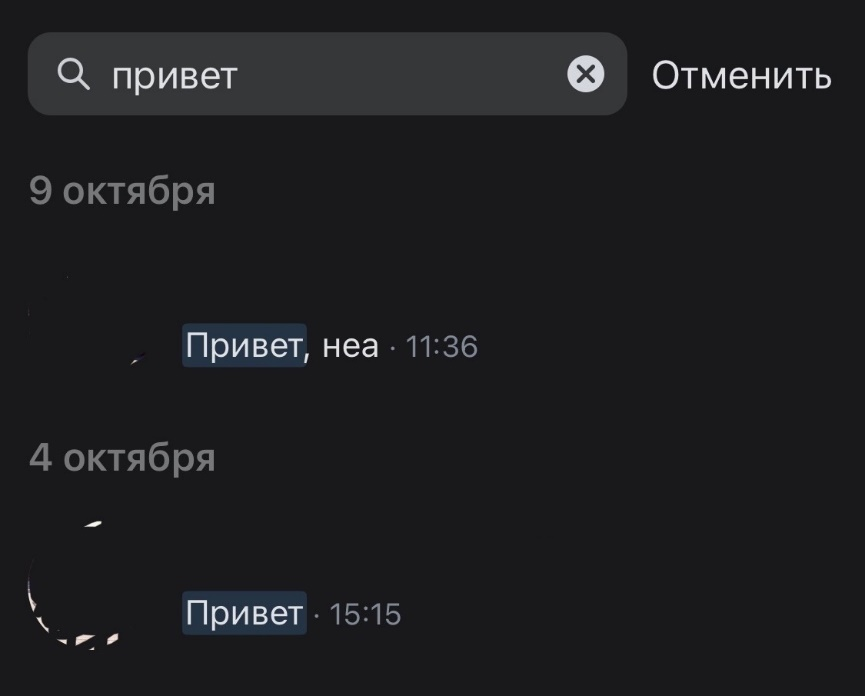 привет Отменить
9 октября
Привет, неа · 11:36
4 октября
Привет · 15:15